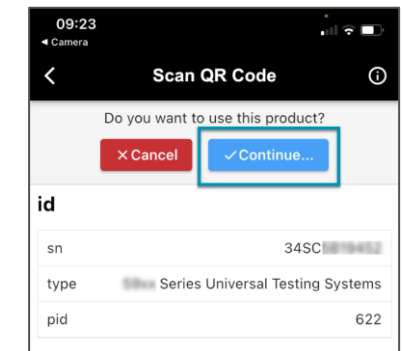 09:23
◄ Camera
Scan QR Code
Do you want to use this product?
× Cancel
✓ Continue...
id
sn 34SC
type Series Universal Testing Systems
pid 622